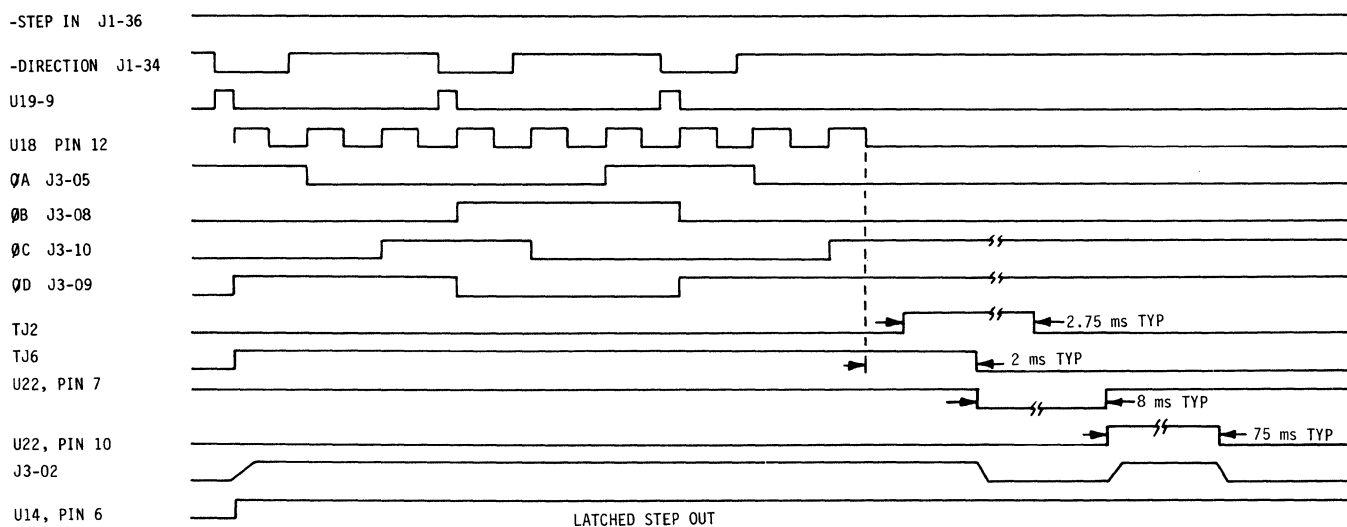 -STEP IN J1-36
-DIRECTION J1-34
U19-9
U18 PIN 12
ØA J3-05
ØB J3-08
ØC J3-10
ØD J3-09
TJ2
2.75 ms TYP
TJ6
2 ms TYP
U22, PIN 7
8 ms TYP
U22, PIN 10
75 ms TYP
J3-02
U14, PIN 6
LATCHED STEP OUT